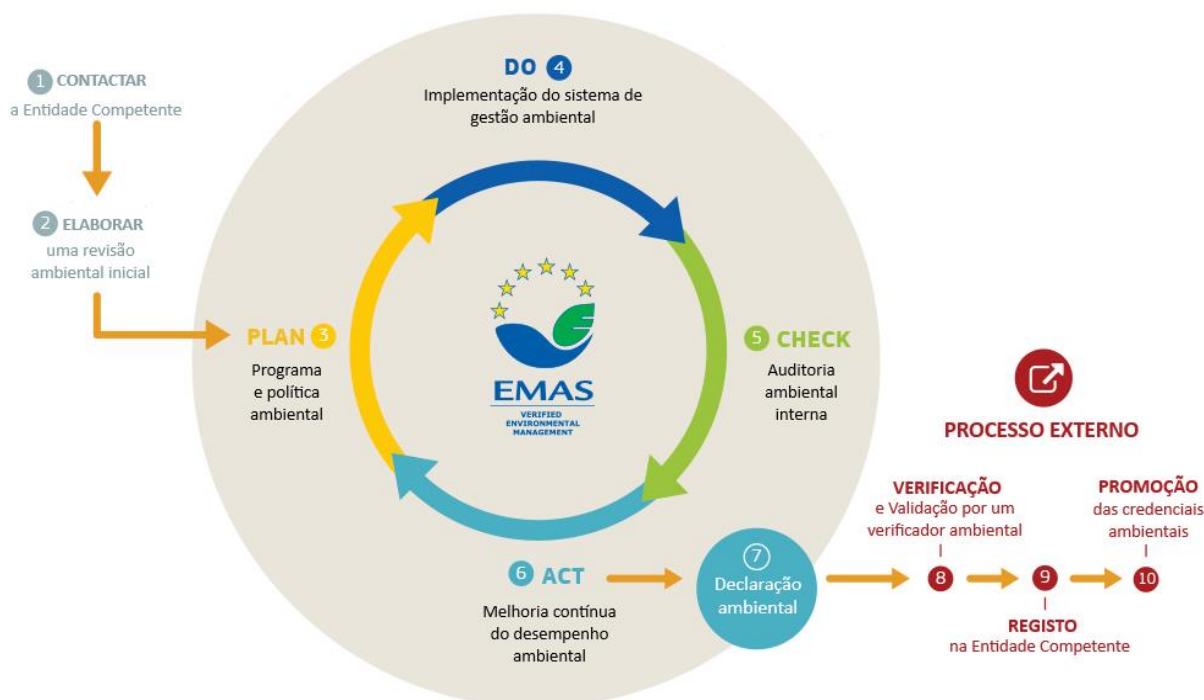 1 CONTACTAR
a Entidade Competente
2 ELABORAR
uma revisão
ambiental inicial
PLAN 3
Programa
e política
ambiental
DO 4
Implementação do sistema de
gestão ambiental
5 CHECK
Auditoria
ambiental
interna
6 ACT
Melhoria contínua
do desempenho
ambiental
EMAS
VERIFIED
ENVIRONMENTAL
MANAGEMENT
7
Declaração
ambiental
PROCESSO EXTERNO
VERIFICAÇÃO
e Validação por um
verificador ambiental
8
9
REGISTO
na Entidade Competente
PROMOÇÃO
das credenciais
ambientais
10